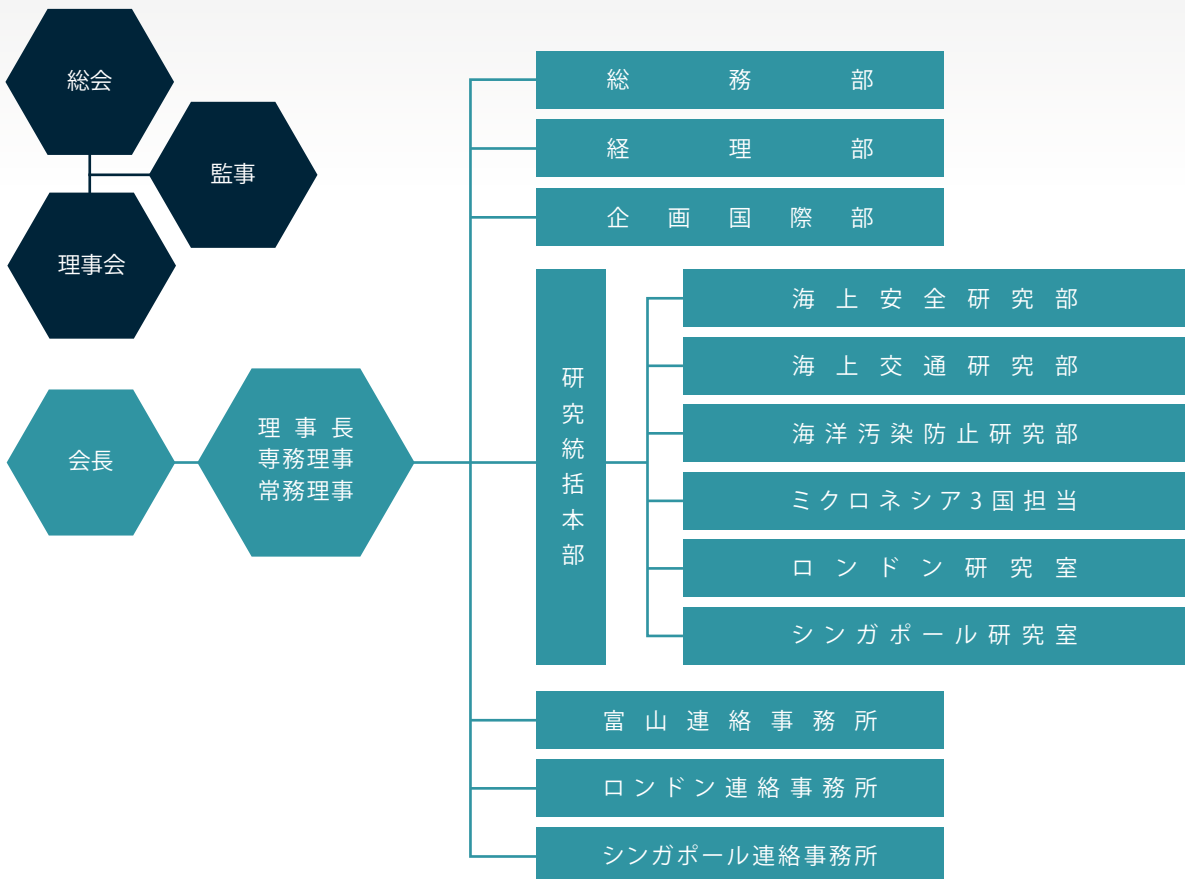 総会
監事
理事会
会長
理事長
専務理事
常務理事
総務部
経理部
企画国際部
研究統括本部
海上安全研究部
海上交通研究部
海洋汚染防止研究部
ミクロネシア3国担当
ロンドン研究室
シンガポール研究室
富山連絡事務所
ロンドン連絡事務所
シンガポール連絡事務所